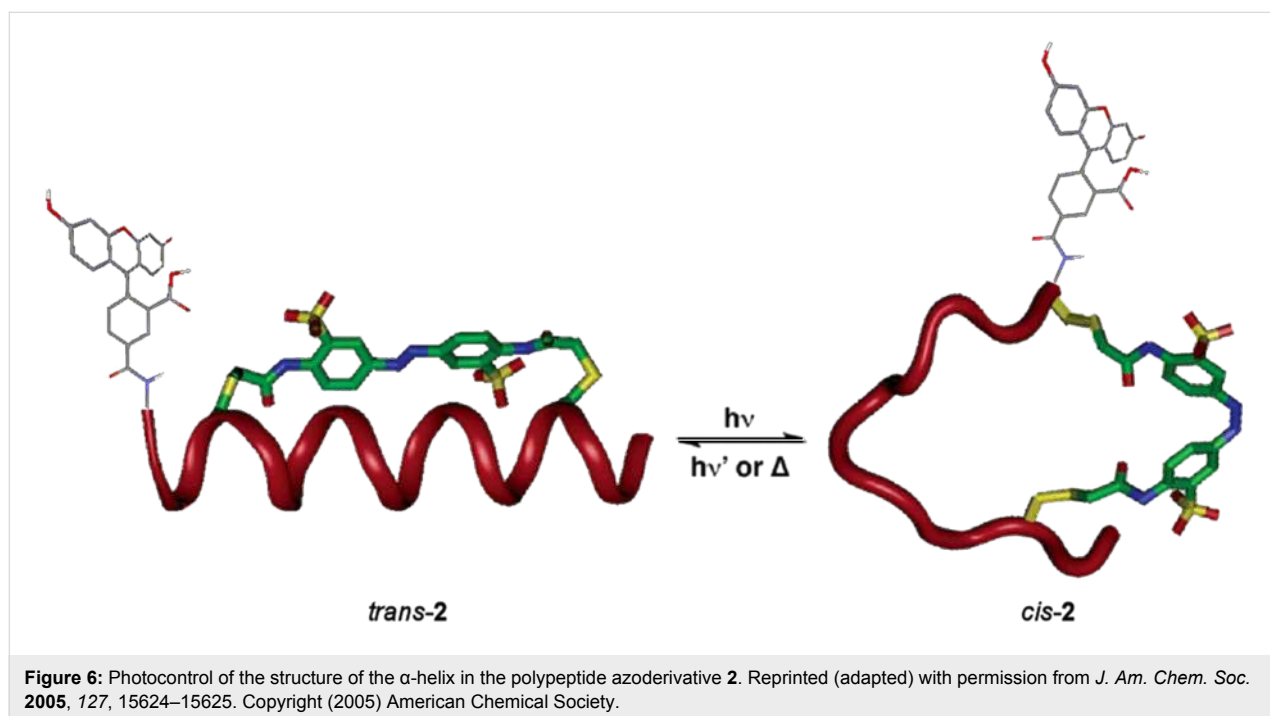 hν
hν' or Δ
trans-2
cis-2
Figure 6: Photocontrol of the structure of the α-helix in the polypeptide azoderivative 2. Reprinted (adapted) with permission from J. Am. Chem. Soc.
2005, 127, 15624–15625. Copyright (2005) American Chemical Society.